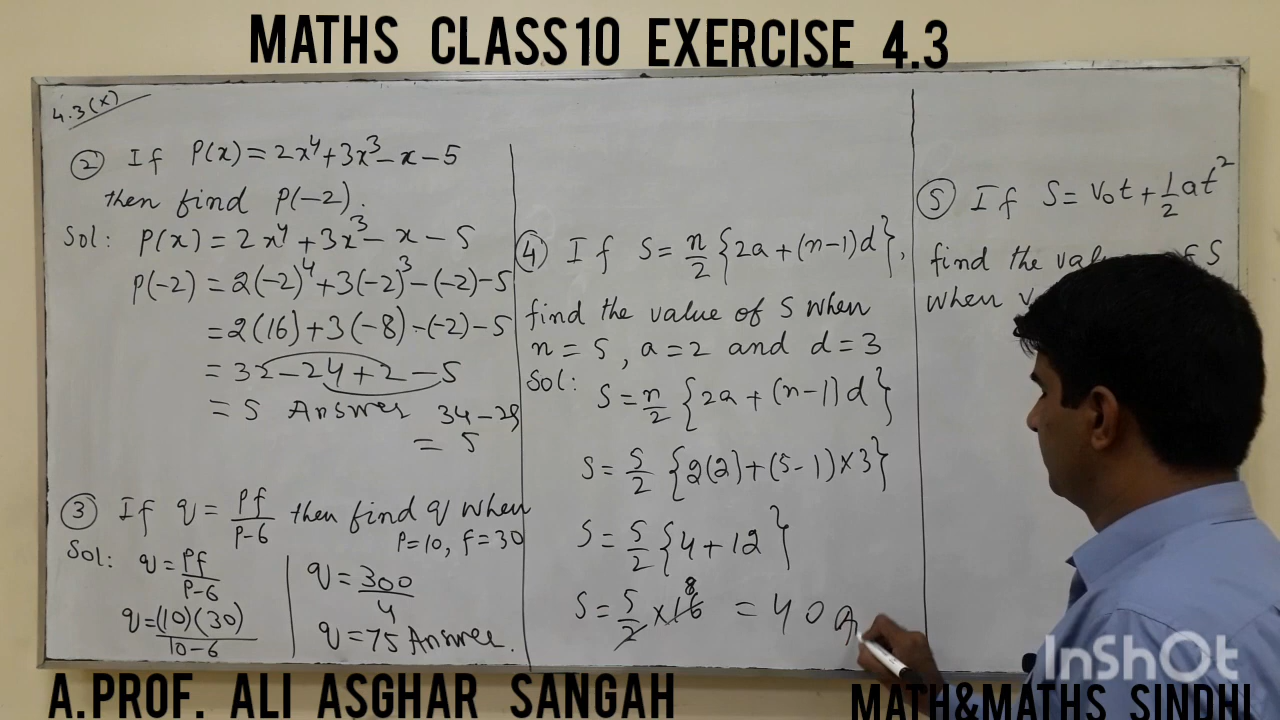 MATHS CLASS 10 EXERCISE 4.3
4.3(X)
② If P(x) = 2x⁴ + 3x³ − x − 5
then find P(−2).
Sol: P(x) = 2x⁴ + 3x³ − x − 5
P(−2) = 2(−2)⁴ + 3(−2)³ − (−2) − 5
= 2(16) + 3(−8) − (−2) − 5
= 32 − 24 + 2 − 5
= 5 Answer 34 − 29
= 5
③ If q = Pf/P-6 then find q when
P=10, f=30
Sol: q = Pf/P-6
q = (10)(30)/10-6
q = 300/4
q = 75 Answer.
④ If S = n/2 {2a + (n−1)d},
find the value of S when
n = 5, a = 2 and d = 3
Sol: S = n/2 {2a + (n−1)d}
S = 5/2 {2(2) + (5−1)×3}
S = 5/2 {4 + 12}
S = 5/2 × 16 8 = 40
⑤ If S = V₀t + 1/2 at²
find the of S
when
InShOt
A.PROF. ALI ASGHAR SANGAH
MATH&MATHS SINDHI